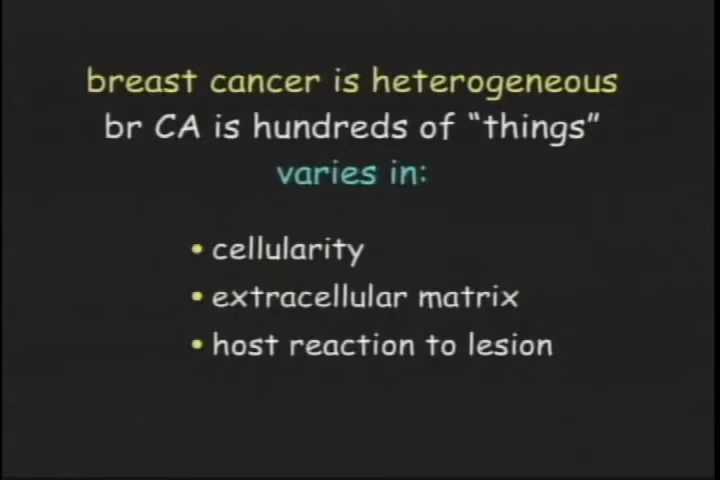 breast cancer is heterogeneous
br CA is hundreds of “things”
varies in:
• cellularity
• extracellular matrix
• host reaction to lesion